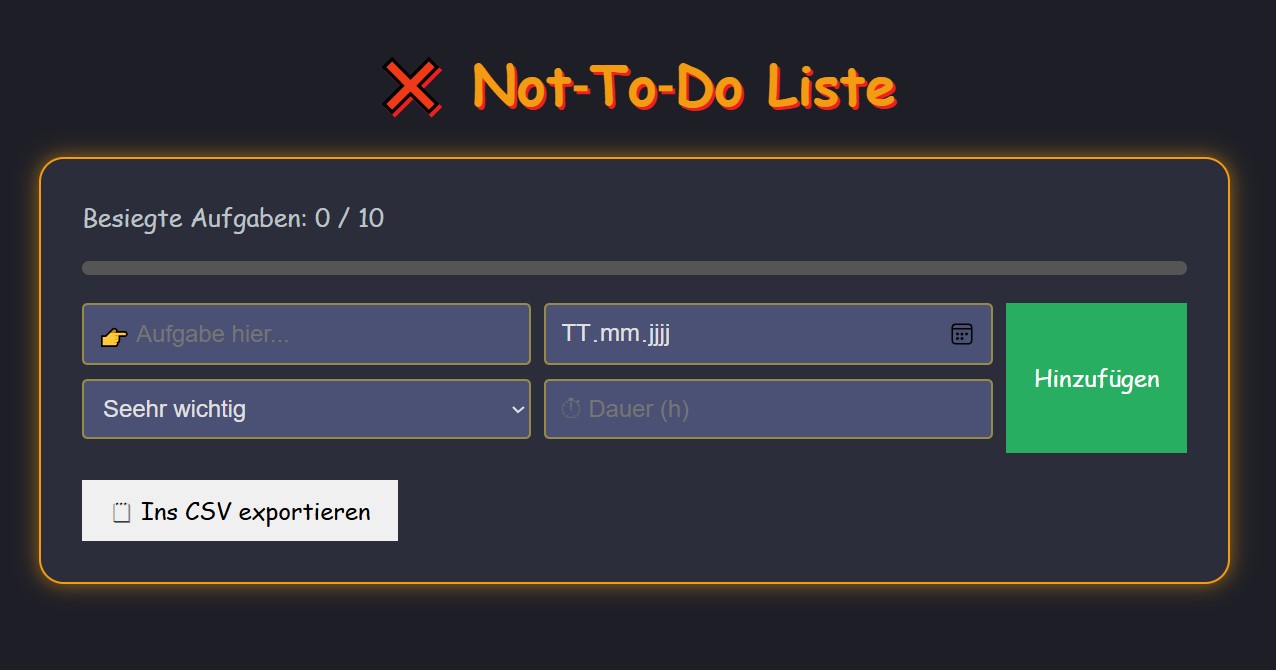 ❌ Not-To-Do Liste
Besiegte Aufgaben: 0 / 10
👉 Aufgabe hier...
TT.mm.jjjj
Hinzufügen
Seehr wichtig
⏱ Dauer (h)
📋 Ins CSV exportieren